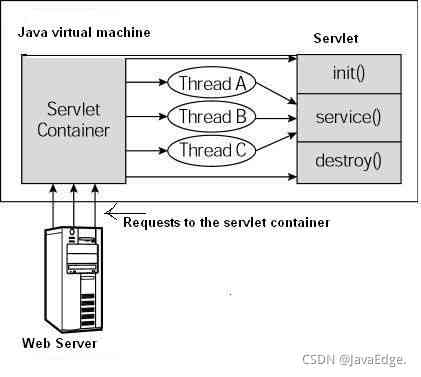 Java virtual machine
Servlet
Servlet
Container
Thread A
Thread B
Thread C
init()
service()
destroy()
Requests to the servlet container
Web Server
CSDN @JavaEdge.